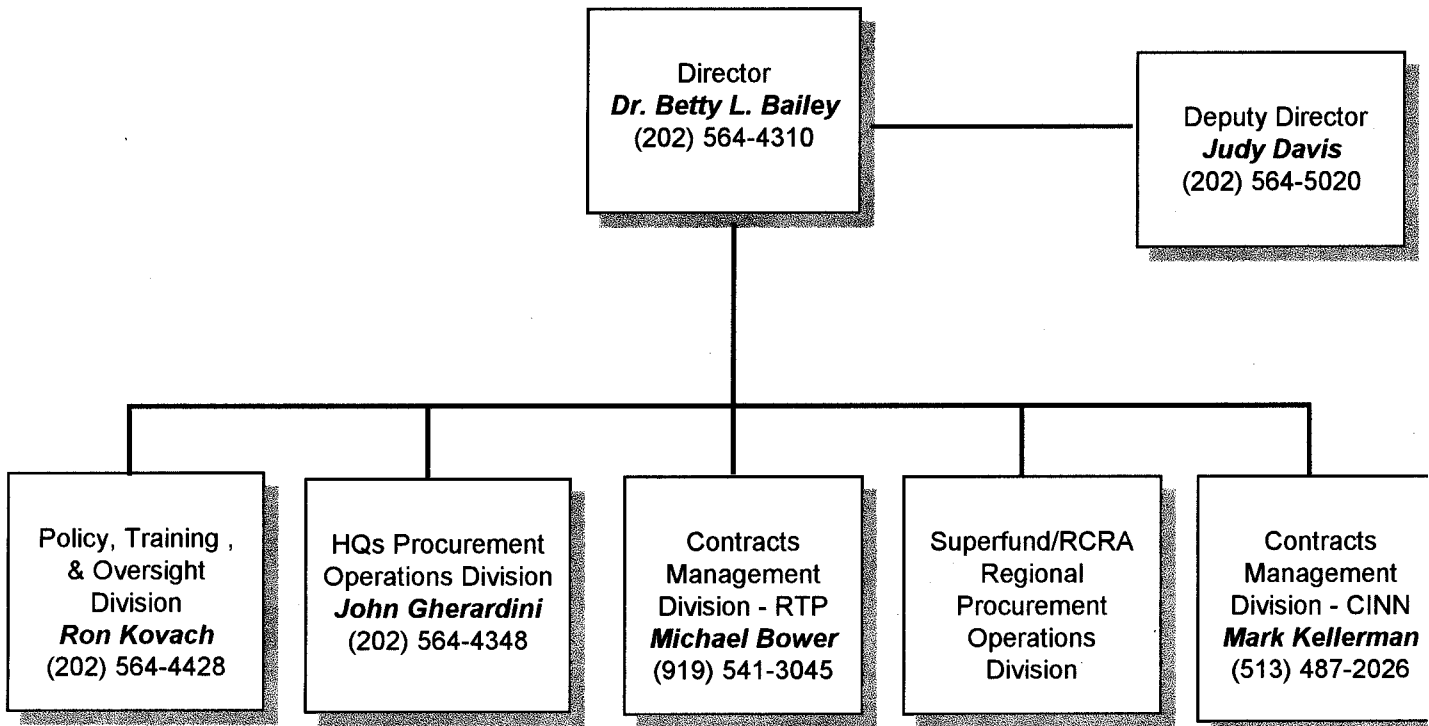 Director
Dr. Betty L. Bailey
(202) 564-4310
Deputy Director
Judy Davis
(202) 564-5020
Policy, Training ,
& Oversight
Division
Ron Kovach
(202) 564-4428
HQs Procurement
Operations Division
John Gherardini
(202) 564-4348
Contracts
Management
Division - RTP
Michael Bower
(919) 541-3045
Superfund/RCRA
Regional
Procurement
Operations
Division
Contracts
Management
Division - CINN
Mark Kellerman
(513) 487-2026